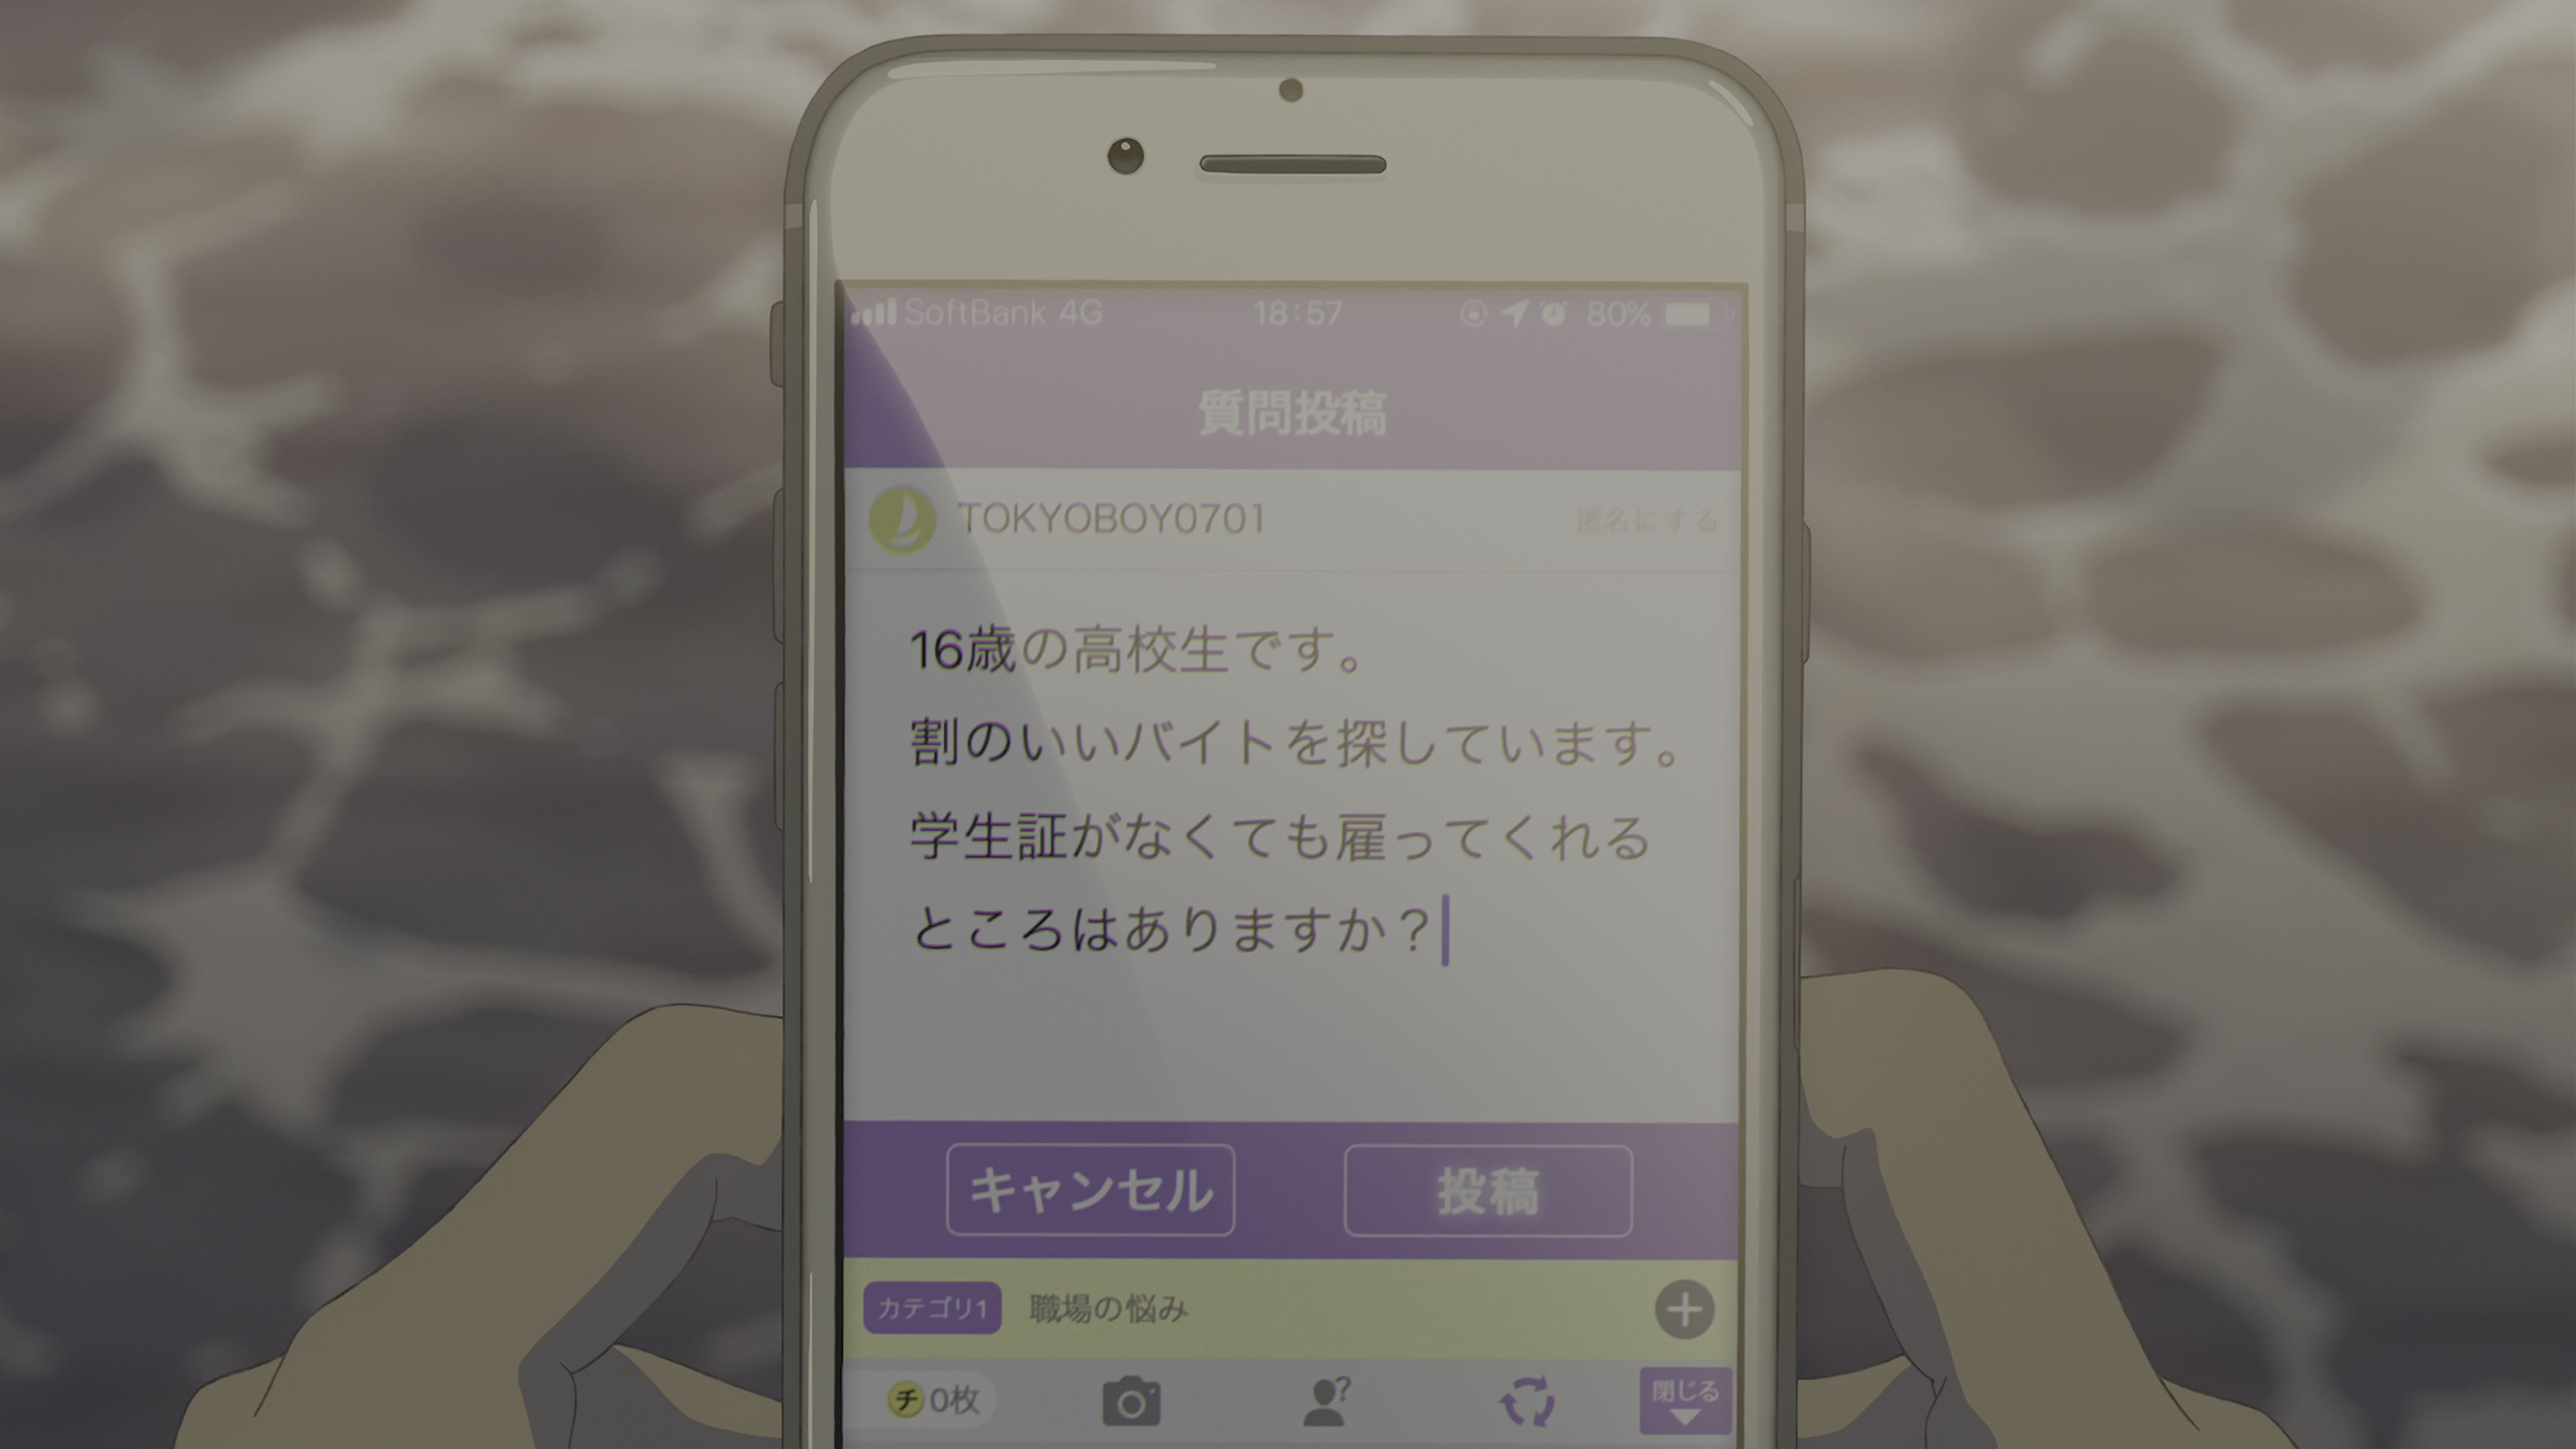 SoftBank 4G 18:57 80%
質問投稿
TOKYOBOY0701 匿名にする
16歳の高校生です。
割のいいバイトを探しています。
学生証がなくても雇ってくれる
ところはありますか？
キャンセル 投稿
カテゴリ1 職場の悩み
チ 0枚 閉じる